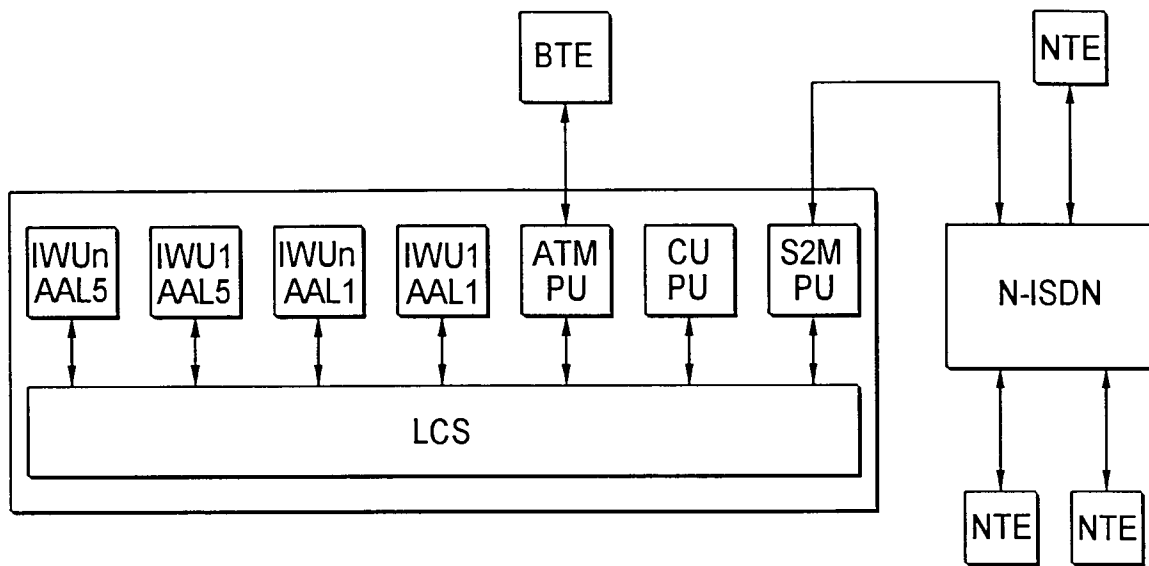 BTE
NTE
IWUn
AAL5
IWU1
AAL5
IWUn
AAL1
IWU1
AAL1
ATM
PU
CU
PU
S2M
PU
N-ISDN
LCS
NTE
NTE